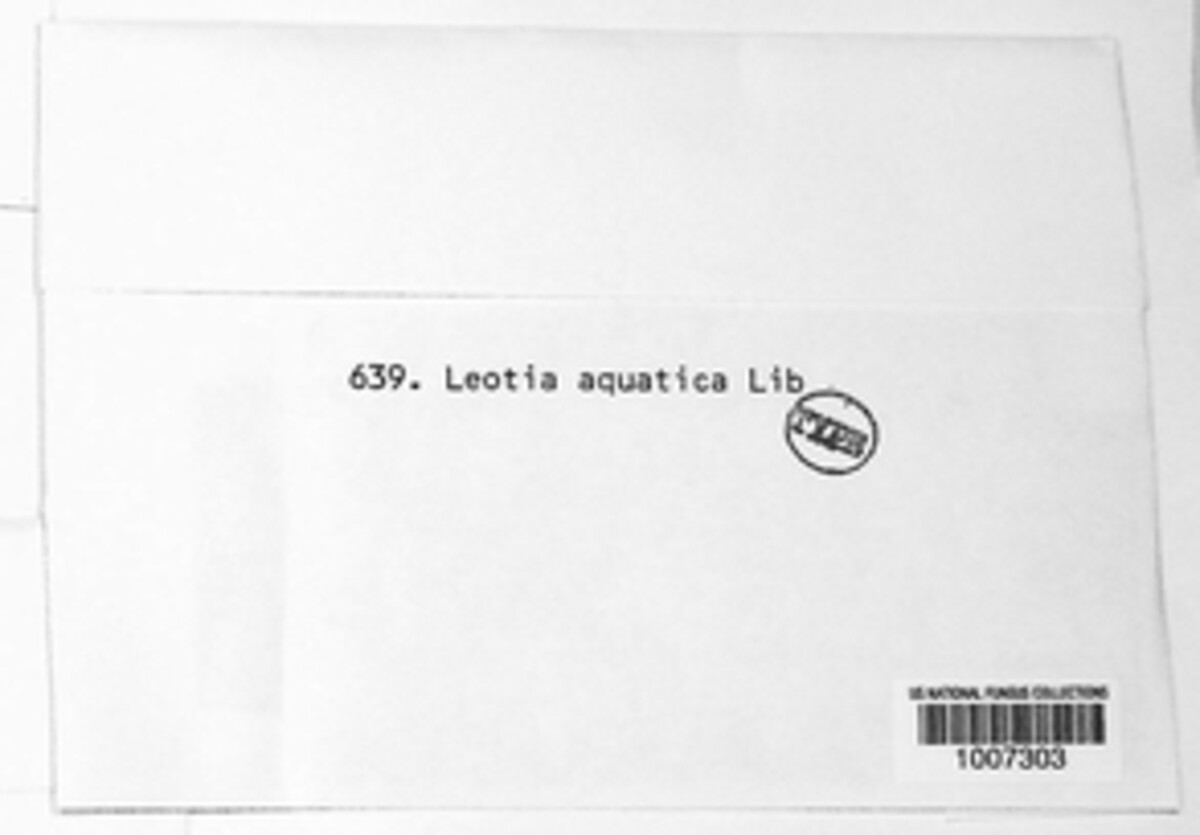 639. Leotia aquatica Lib
US NATIONAL FUNGUS COLLECTIONS
1007303